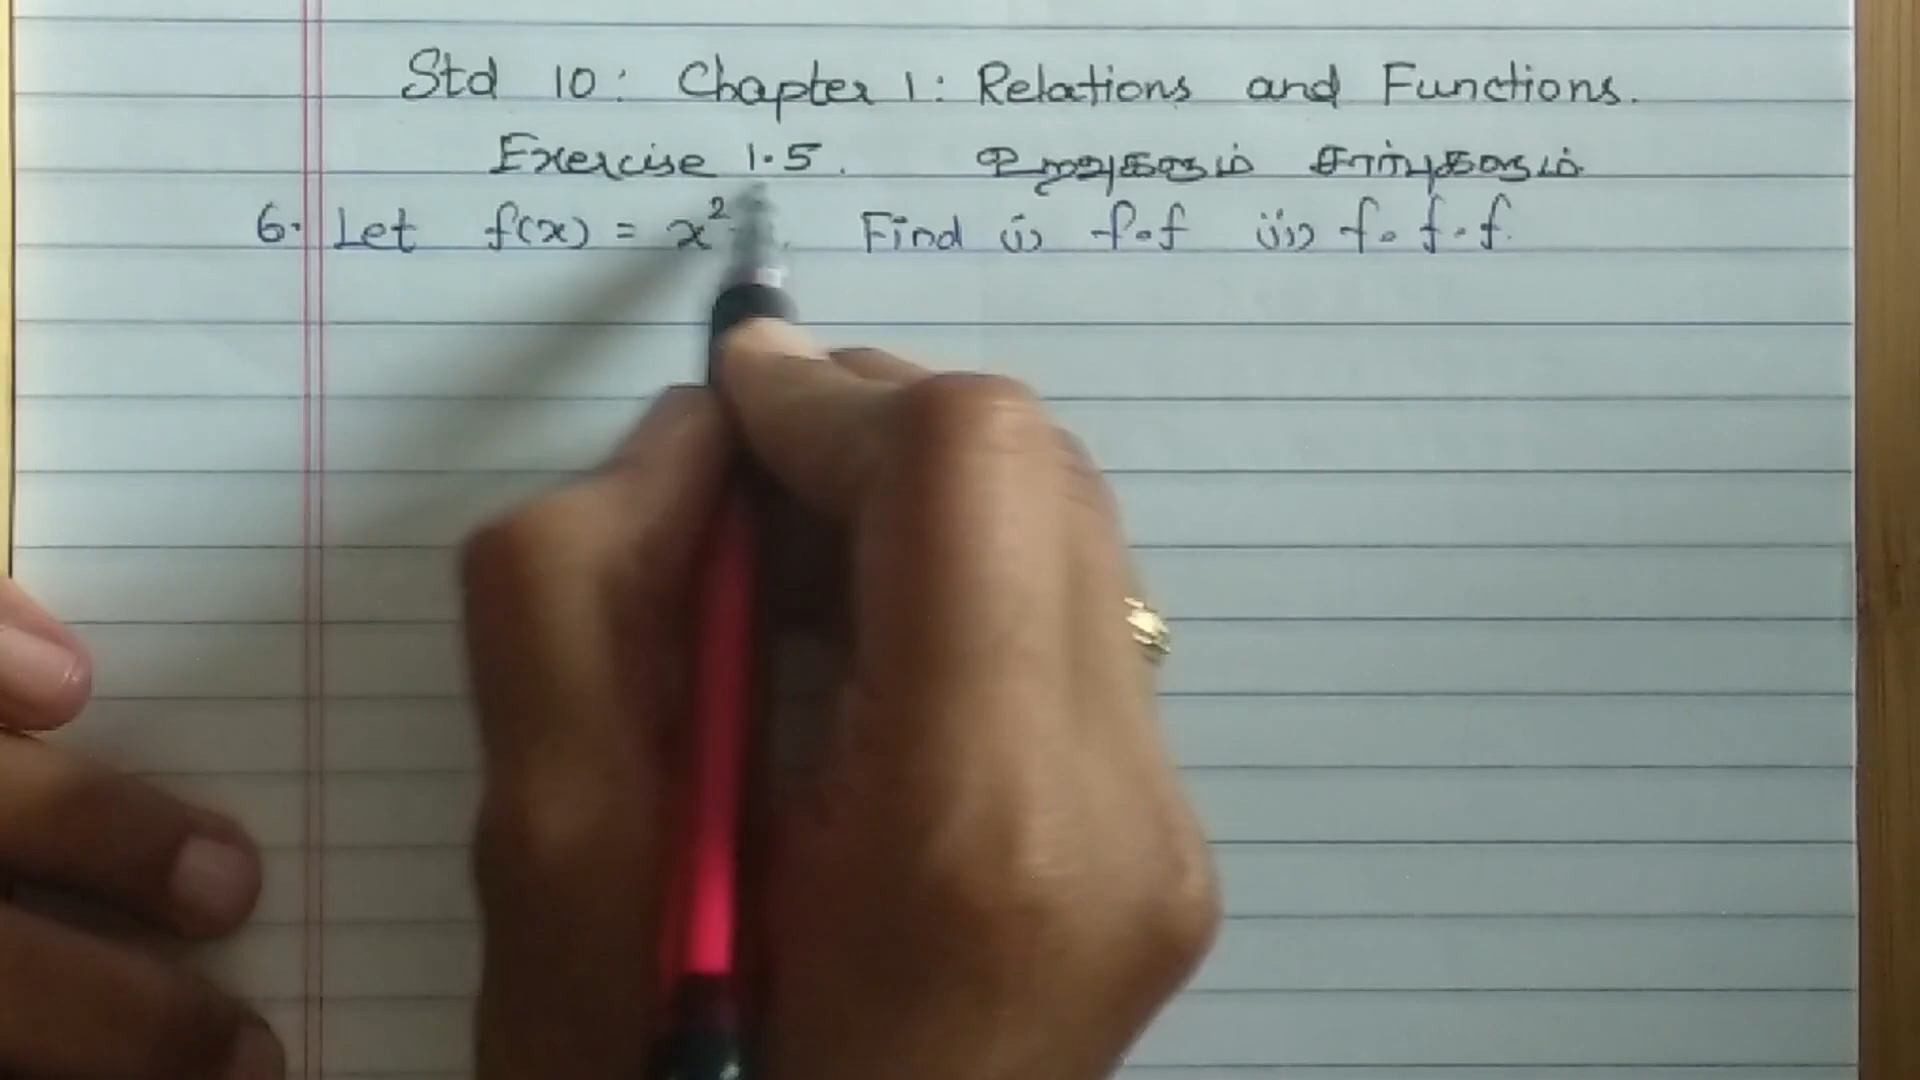 Std 10: Chapter 1: Relations and Functions.
Exercise 1.5. உறவுகளும் சார்புகளும்
6. Let f(x) = x² Find (i) f∘f (ii) f∘f∘f.